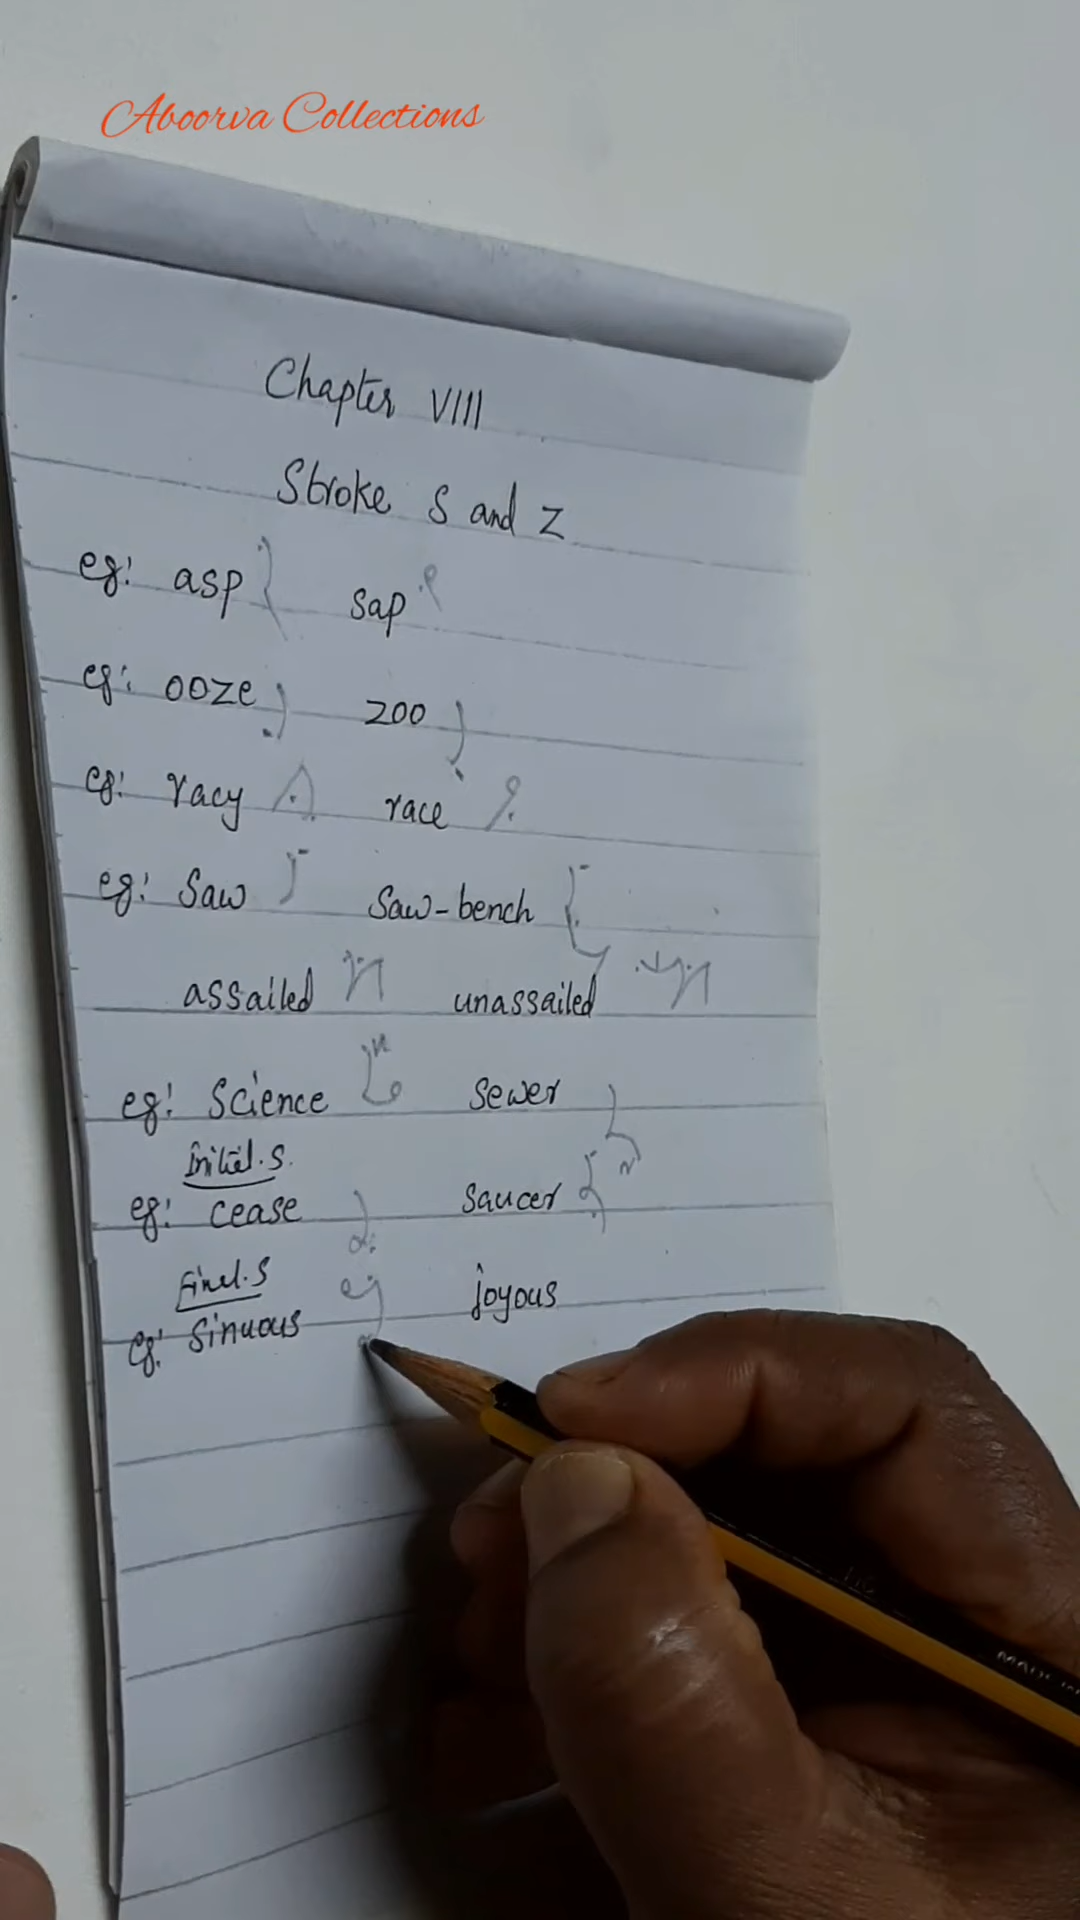 Aboorva Collections
Chapter VIII
Stroke S and Z
eg: asp sap
eg: ooze zoo
eg: racy race
eg: Saw Saw-bench
assailed unassailed
eg: Science Sewer
Initial.S.
eg: cease saucer
Final.S
eg: Sinuous joyous